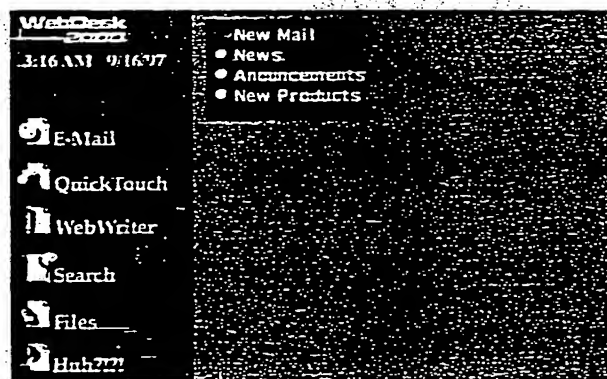 WebDesk
2000
3:16 AM 9/16/97
E-Mail
QuickTouch
WebWriter
Search
Files
Huh?!?!
New Mail
News
Anouncements
New Products